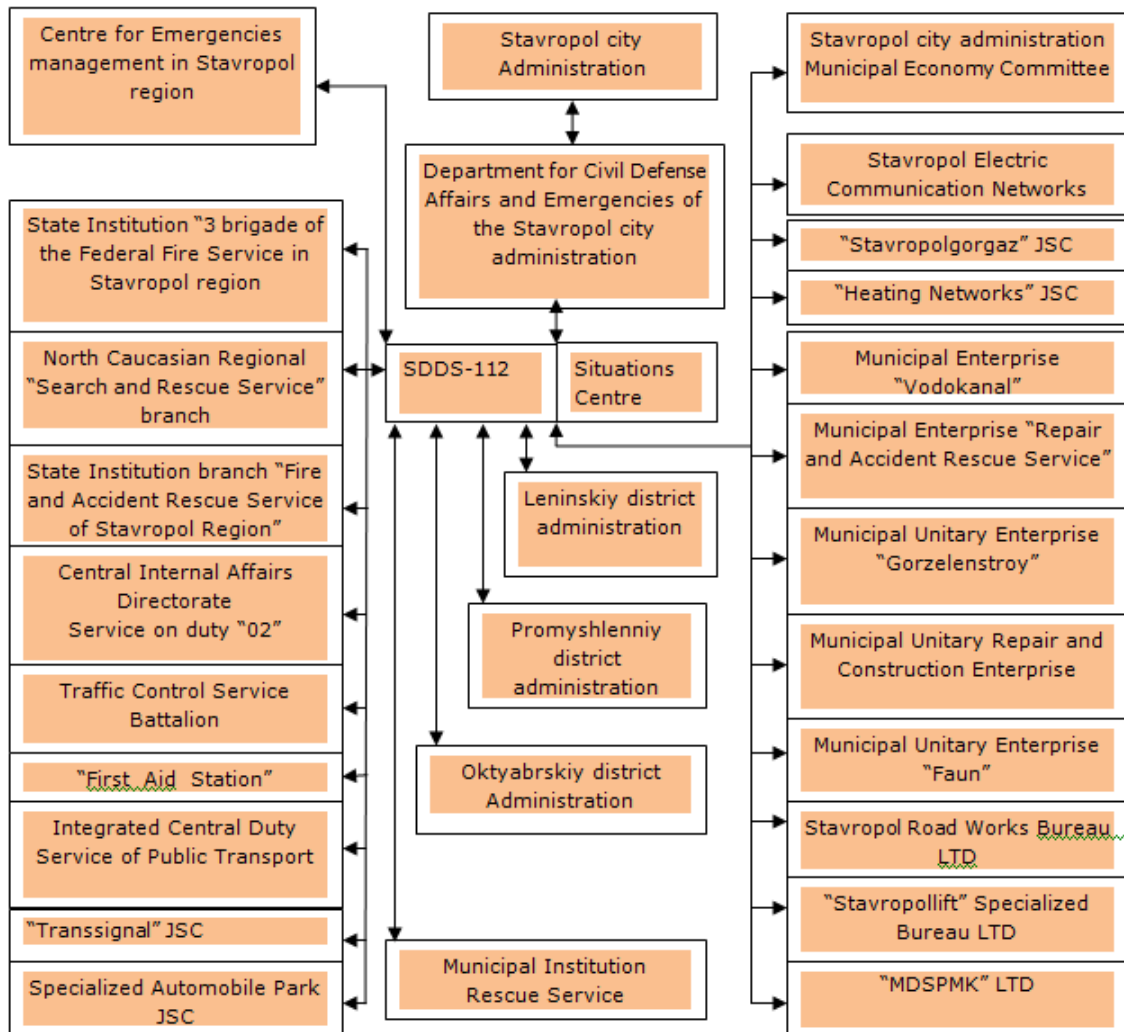 Centre for Emergencies
management in Stavropol
region
Stavropol city
Administration
Stavropol city administration
Municipal Economy Committee
Department for Civil Defense
Affairs and Emergencies of
the Stavropol city
administration
Stavropol Electric
Communication Networks
“Stavropolgorgaz” JSC
“Heating Networks” JSC
State Institution “3 brigade of
the Federal Fire Service in
Stavropol region
North Caucasian Regional
“Search and Rescue Service”
branch
State Institution branch “Fire
and Accident Rescue Service
of Stavropol Region”
Central Internal Affairs
Directorate
Service on duty “02”
Traffic Control Service
Battalion
“First Aid Station”
Integrated Central Duty
Service of Public Transport
“Transsignal” JSC
Specialized Automobile Park
JSC
SDDS-112
Situations
Centre
Leninskiy district
administration
Promyshlenniy
district
administration
Oktyabrskiy district
Administration
Municipal Institution
Rescue Service
Municipal Enterprise
“Vodokanal”
Municipal Enterprise “Repair
and Accident Rescue Service”
Municipal Unitary Enterprise
“Gorzelenstroy”
Municipal Unitary Repair and
Construction Enterprise
Municipal Unitary Enterprise
“Faun”
Stavropol Road Works Bureau
LTD
“Stavropollift” Specialized
Bureau LTD
“MDSPMK” LTD